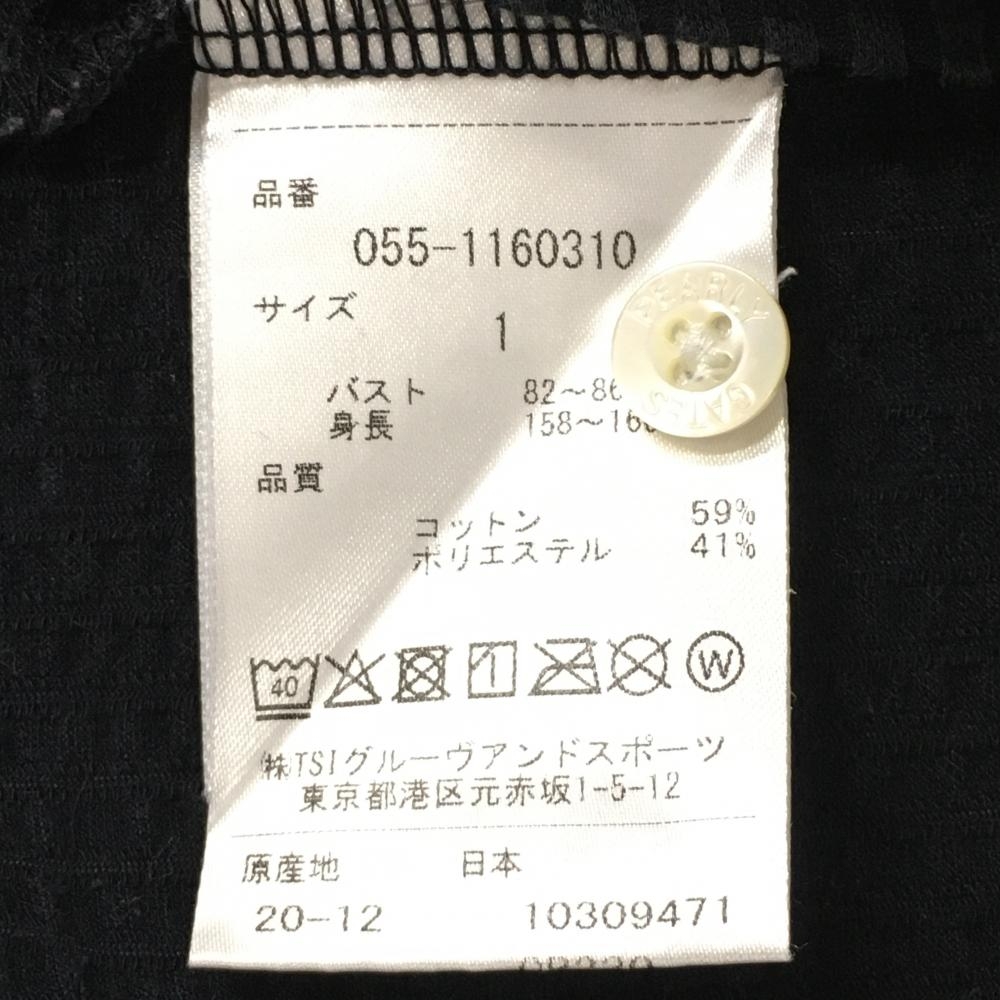 品番
055-1160310
サイズ
1
PEARLY
GATES
バスト 82~86
身長 158~16
品質
コットン 59%
ポリエステル 41%
40
W
㈱TSIグルーヴアンドスポーツ
東京都港区元赤坂1-5-12
原産地 日本
20-12 10309471